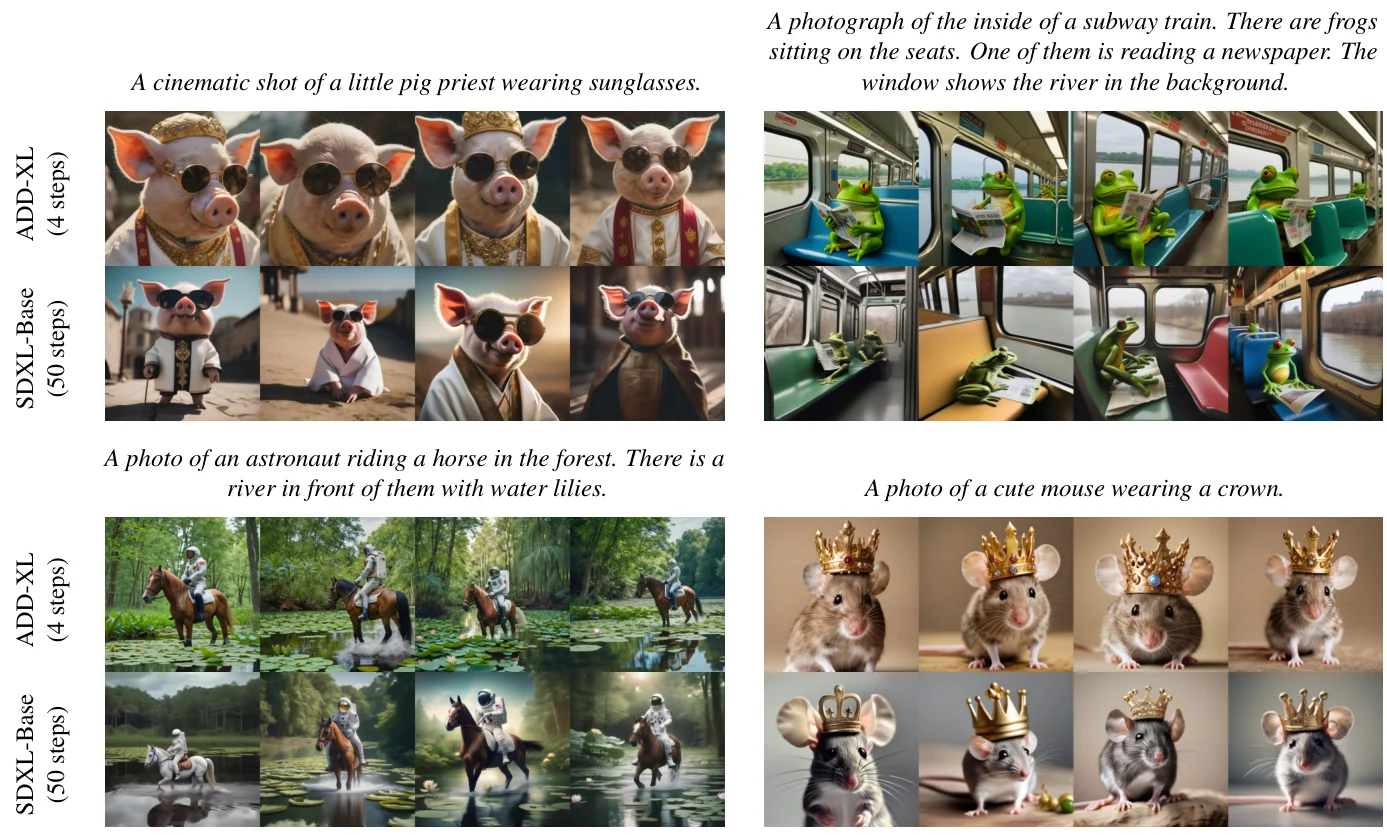 A cinematic shot of a little pig priest wearing sunglasses.
A photograph of the inside of a subway train. There are frogs
sitting on the seats. One of them is reading a newspaper. The
window shows the river in the background.
ADD-XL
(4 steps)
SDXL-Base
(50 steps)
A photo of an astronaut riding a horse in the forest. There is a
river in front of them with water lilies.
A photo of a cute mouse wearing a crown.
ADD-XL
(4 steps)
SDXL-Base
(50 steps)